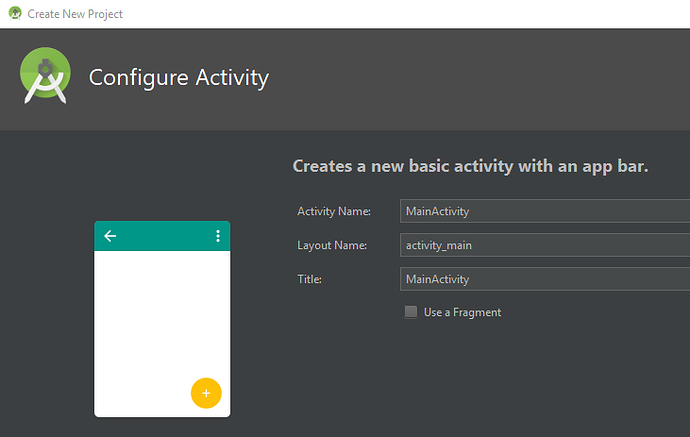 Create New Project
Configure Activity
Creates a new basic activity with an app bar.
Activity Name: MainActivity
Layout Name: activity_main
Title: MainActivity
Use a Fragment